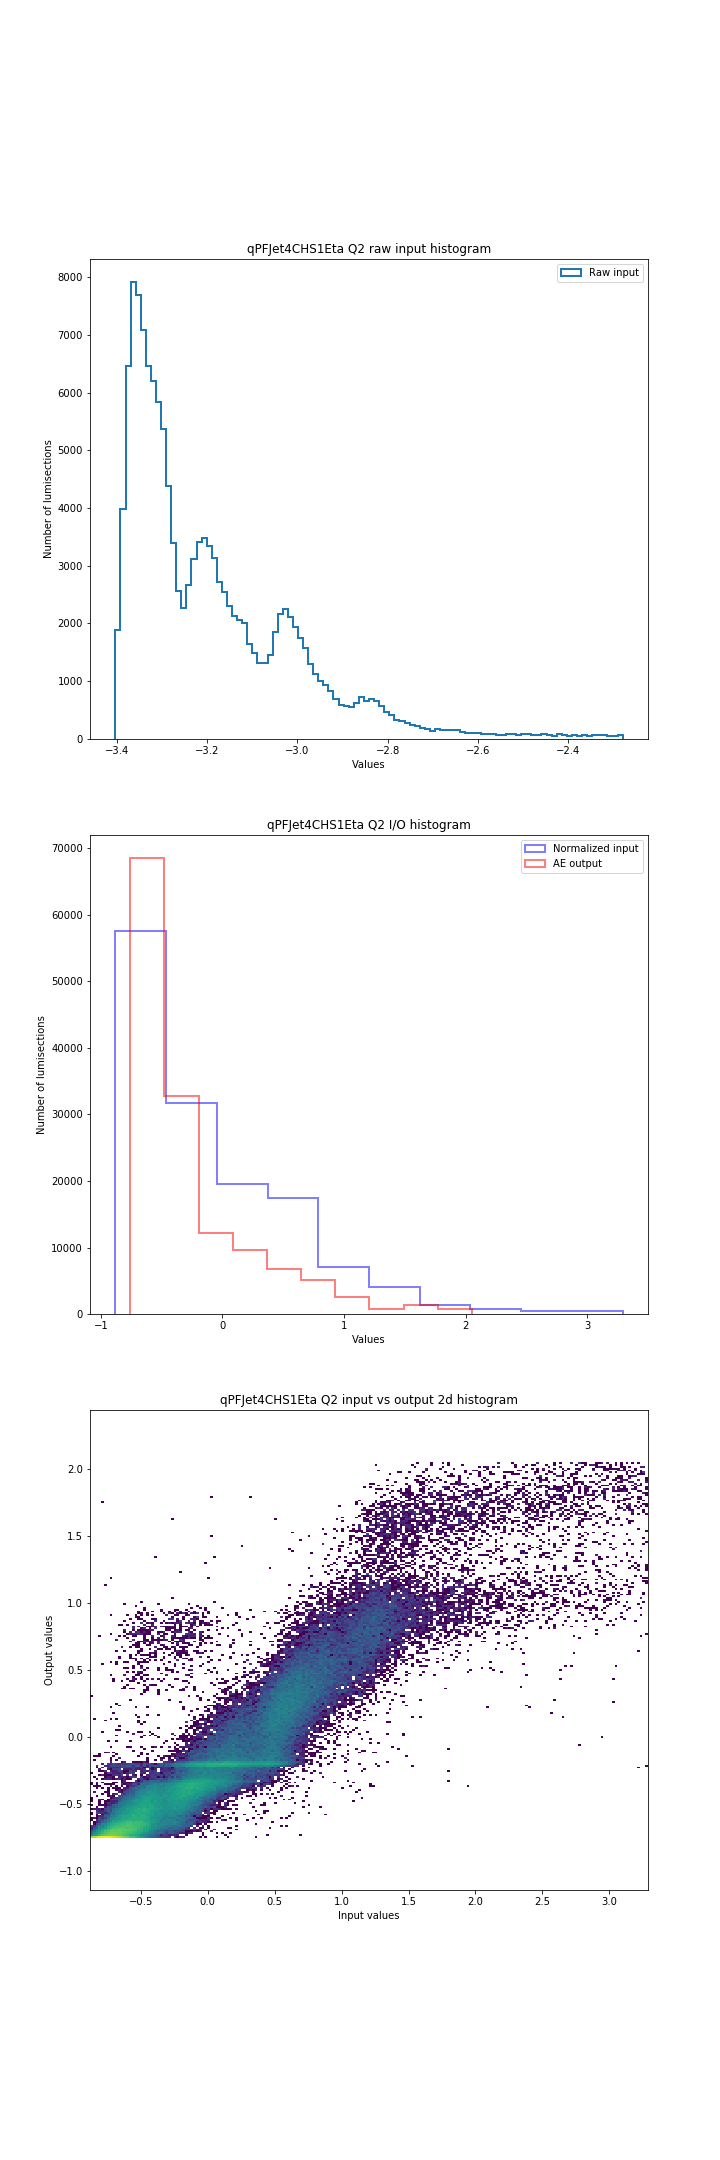 qPFJet4CHS1Eta Q2 raw input histogram
Raw input
8000
7000
6000
5000
4000
3000
2000
1000
0
Number of lumisections
−3.4 −3.2 −3.0 −2.8 −2.6 −2.4
Values
qPFJet4CHS1Eta Q2 I/O histogram
Normalized input
AE output
70000
60000
50000
40000
30000
20000
10000
0
Number of lumisections
−1 0 1 2 3
Values
qPFJet4CHS1Eta Q2 input vs output 2d histogram
2.0
1.5
1.0
0.5
0.0
−0.5
−1.0
Output values
−0.5 0.0 0.5 1.0 1.5 2.0 2.5 3.0
Input values